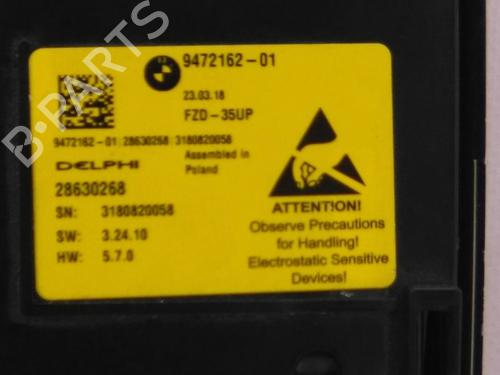 9472162-01
23.03.18
FZD-35UP
9472162-01|28630268|3180820058
DELPHI
Assembled in
Poland
28630268
SN: 3180820058
SW: 3.24.10
HW: 5.7.0
ATTENTION!
Observe Precautions
for Handling!
Electrostatic Sensitive
Devices!
B-PARTS